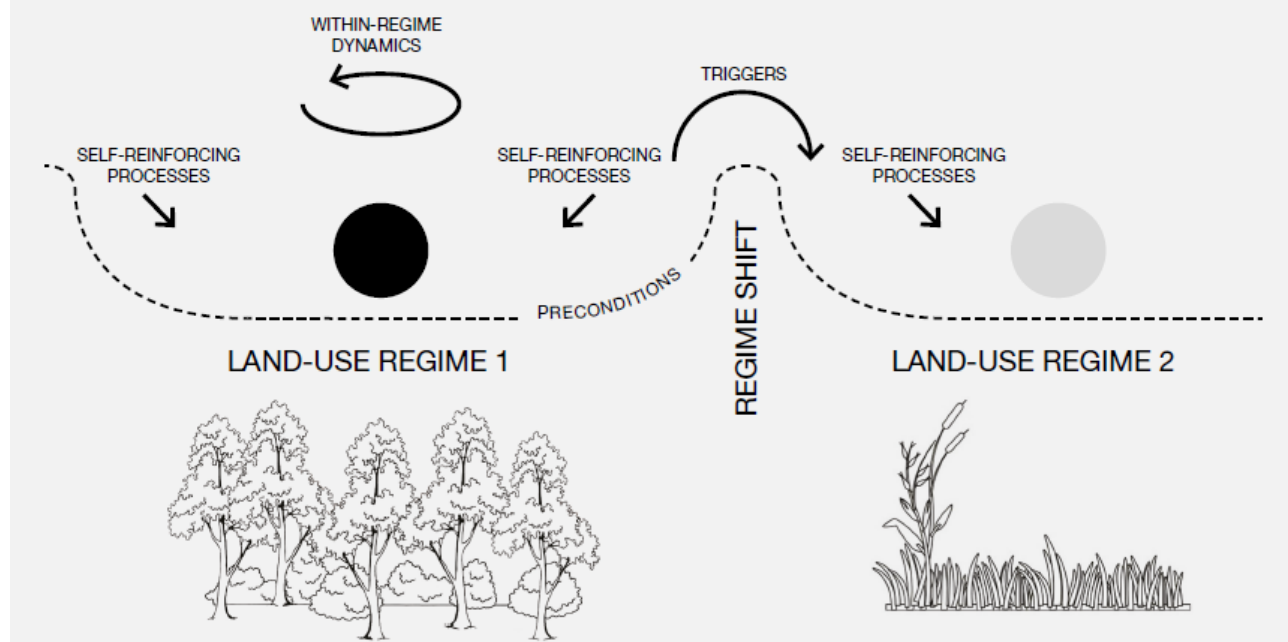 WITHIN-REGIME
DYNAMICS
TRIGGERS
SELF-REINFORCING
PROCESSES
SELF-REINFORCING
PROCESSES
SELF-REINFORCING
PROCESSES
PRECONDITIONS
REGIME SHIFT
LAND-USE REGIME 1
LAND-USE REGIME 2